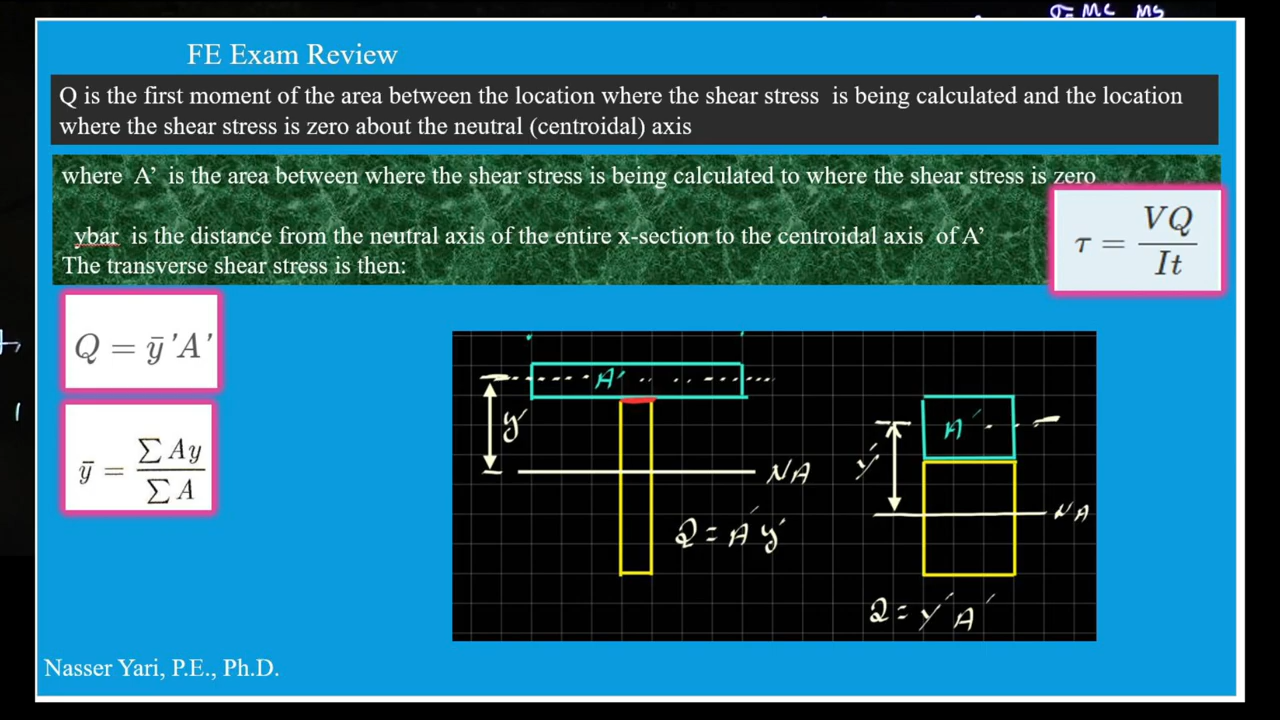 σ= MC MS
FE Exam Review
Q is the first moment of the area between the location where the shear stress is being calculated and the location
where the shear stress is zero about the neutral (centroidal) axis
where A’ is the area between where the shear stress is being calculated to where the shear stress is zero
ybar is the distance from the neutral axis of the entire x-section to the centroidal axis of A’
The transverse shear stress is then:
τ = VQ / It
Q = ȳ ’A’
ȳ = ∑ Ay / ∑ A
A'
y'
NA
Q = A'y'
A'
y'
NA
Q = y'A'
Nasser Yari, P.E., Ph.D.